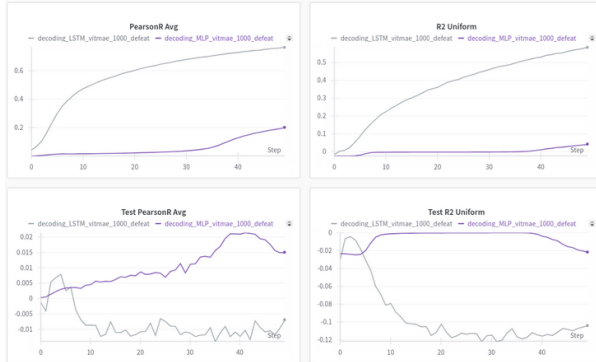 PearsonR Avg
decoding_LSTM_vitmae_1000_defeat decoding_MLP_vitmae_1000_defeat
0.6
0.4
0.2
Step
0 10 20 30 40
R2 Uniform
decoding_LSTM_vitmae_1000_defeat decoding_MLP_vitmae_1000_defeat
0.5
0.4
0.3
0.2
0.1
0
Step
0 10 20 30 40
Test PearsonR Avg
decoding_LSTM_vitmae_1000_defeat decoding_MLP_vitmae_1000_defeat
0.02
0.015
0.01
0.005
0
-0.005
-0.01
Step
0 10 20 30 40
Test R2 Uniform
decoding_LSTM_vitmae_1000_defeat decoding_MLP_vitmae_1000_defeat
0
-0.02
-0.04
-0.06
-0.08
-0.1
-0.12
Step
0 10 20 30 40